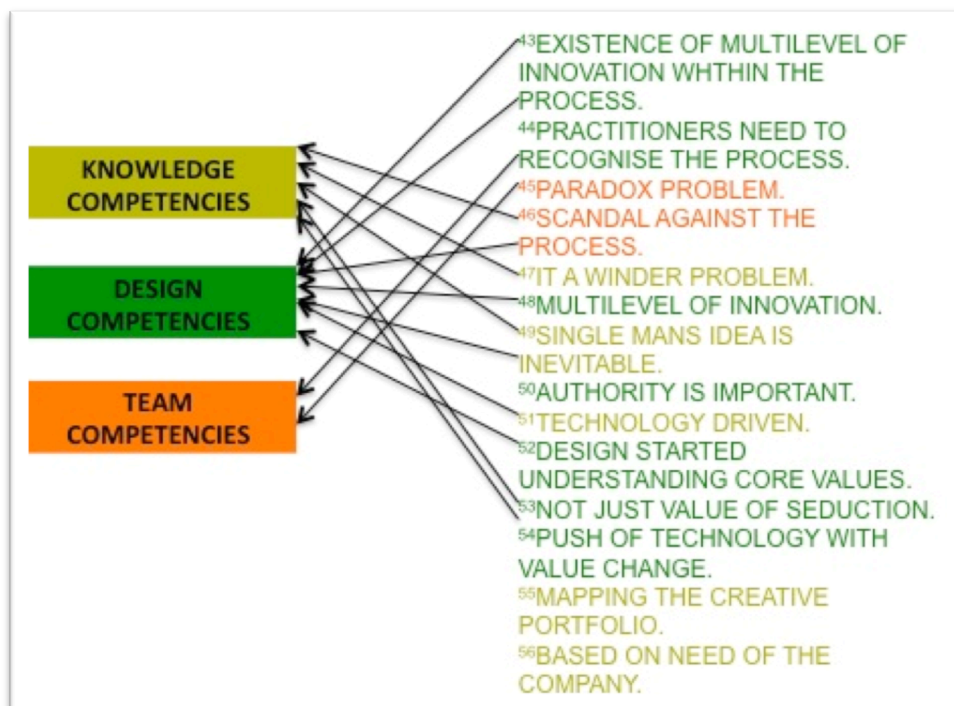 KNOWLEDGE
COMPETENCIES
DESIGN
COMPETENCIES
TEAM
COMPETENCIES
43EXISTENCE OF MULTILEVEL OF
INNOVATION WHTHIN THE
PROCESS.
44PRACTITIONERS NEED TO
RECOGNISE THE PROCESS.
45PARADOX PROBLEM.
46SCANDAL AGAINST THE
PROCESS.
47IT A WINDER PROBLEM.
48MULTILEVEL OF INNOVATION.
49SINGLE MANS IDEA IS
INEVITABLE.
50AUTHORITY IS IMPORTANT.
51TECHNOLOGY DRIVEN.
52DESIGN STARTED
UNDERSTANDING CORE VALUES.
53NOT JUST VALUE OF SEDUCTION.
54PUSH OF TECHNOLOGY WITH
VALUE CHANGE.
55MAPPING THE CREATIVE
PORTFOLIO.
56BASED ON NEED OF THE
COMPANY.